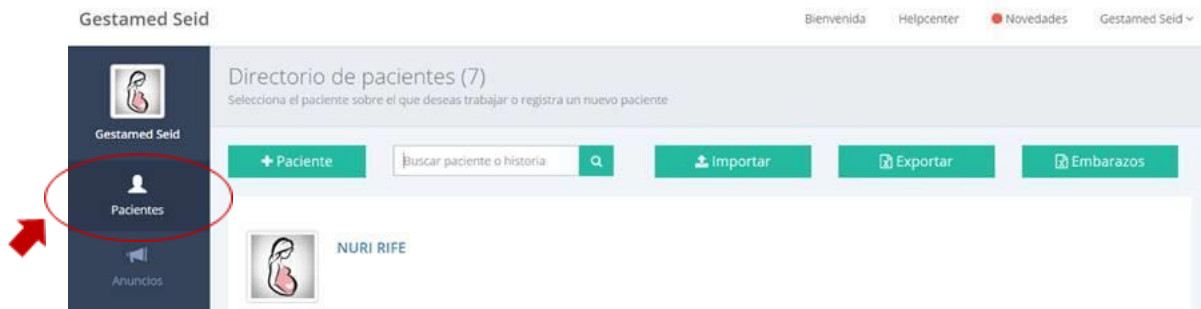 Gestamed Seid
Bienvenida Helpcenter Novedades Gestamed Seid
Gestamed Seid
Directorio de pacientes (7)
Selecciona el paciente sobre el que deseas trabajar o registra un nuevo paciente
+ Paciente
Buscar paciente o historia
Importar
Exportar
Embarazos
Pacientes
Anuncios
NURI RIFE